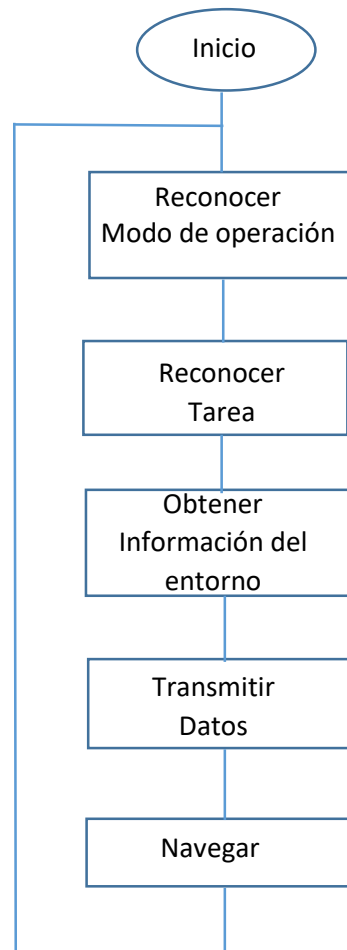 Inicio
Reconocer
Modo de operación
Reconocer
Tarea
Obtener
Información del
entorno
Transmitir
Datos
Navegar